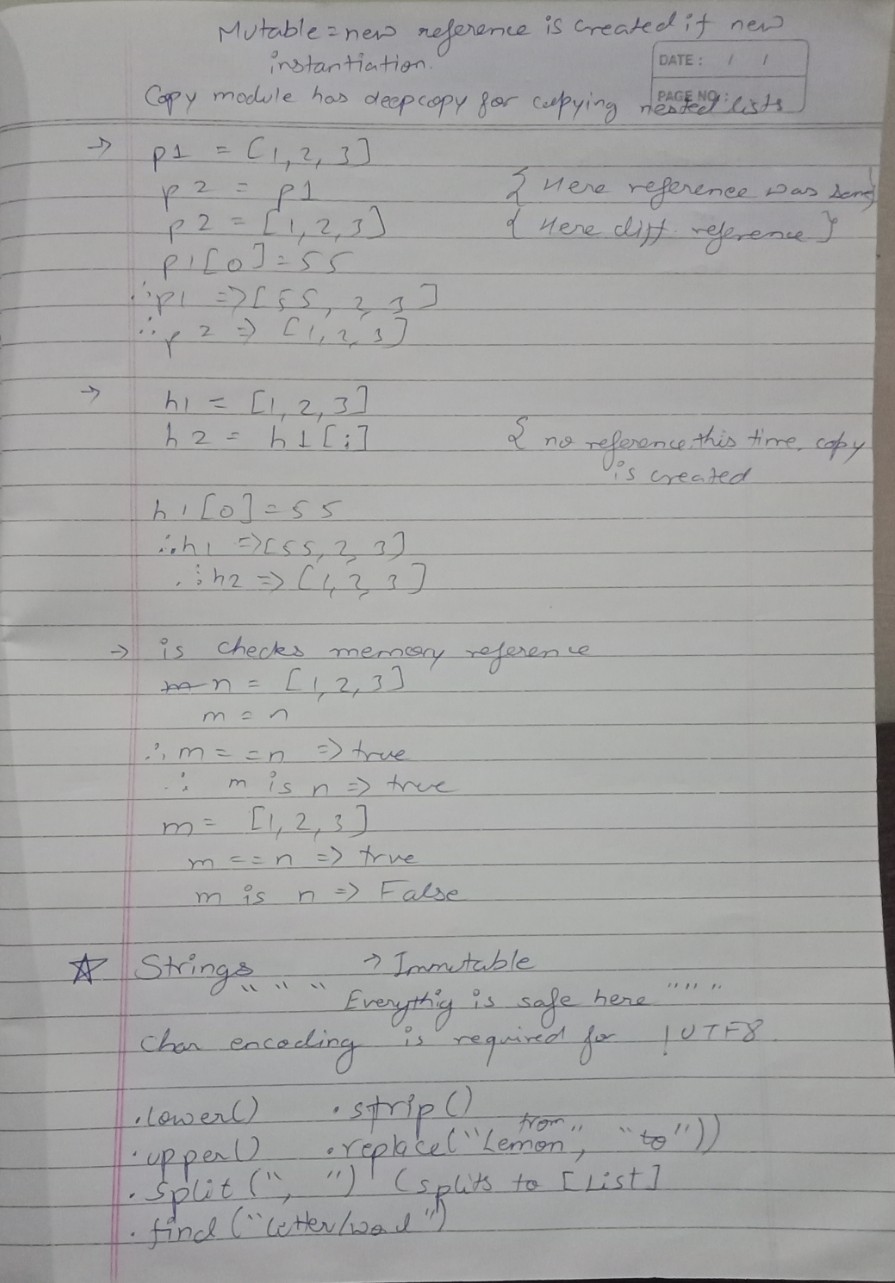 Mutable = new reference is created if new
instantiation.
DATE : / /
PAGE NO. :
Copy module has deepcopy for copying nested lists
→ p1 = [1, 2, 3]
p2 = p1 { Here reference was
p2 = [1, 2, 3] { Here diff. reference }
p1[0] = 55
∴ p1 => [55, 2, 3]
∴ p2 => [1, 2, 3]
→ h1 = [1, 2, 3]
h2 = h1[:] { no reference this time. copy
is created
h1[0] = 55
∴ h1 => [55, 2, 3]
∴ h2 => [1, 2, 3]
→ is checks memory reference
n = [1, 2, 3]
m = n
∴ m == n => true
∴ m is n => true
m = [1, 2, 3]
m == n => true
m is n => False
☆ Strings → Immutable
" " " Everythig is safe here " " "
Char encoding is required for !UTF8
.lower() .strip()
from
.upper() .replace("Lemon", "to"))
.split(", ") (splits to [List]
.find("letter/word")